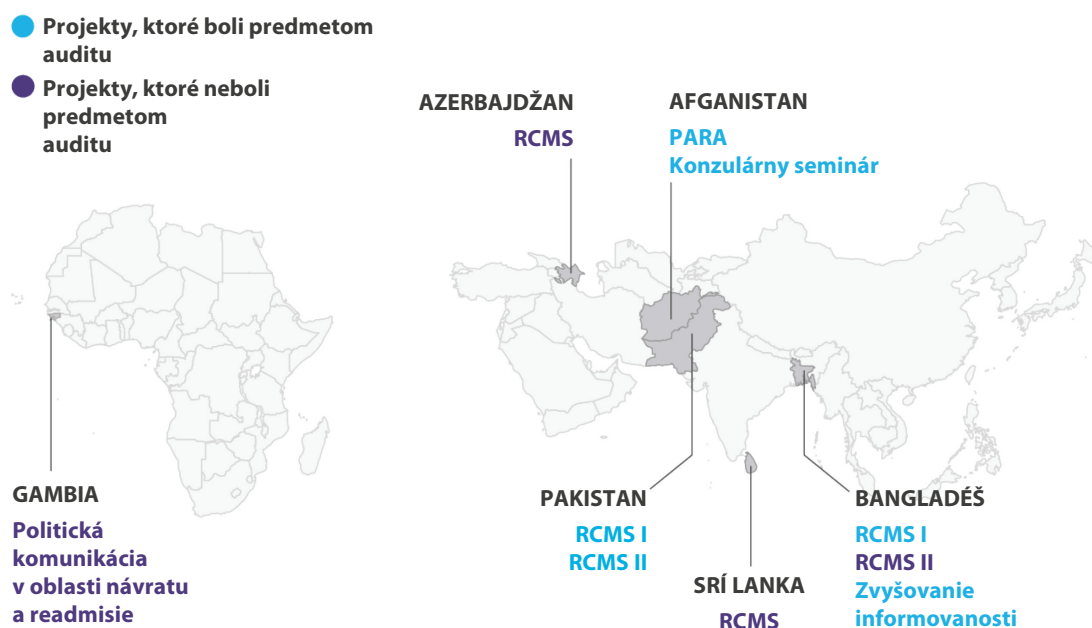 Projekty, ktoré boli predmetom
auditu
Projekty, ktoré neboli
predmetom
auditu
AZERBAJDŽAN
RCMS
AFGANISTAN
PARA
Konzulárny seminár
GAMBIA
Politická
komunikácia
v oblasti návratu
a readmisie
PAKISTAN
RCMS I
RCMS II
SRÍ LANKA
RCMS
BANGLADÉŠ
RCMS I
RCMS II
Zvyšovanie
informovanosti